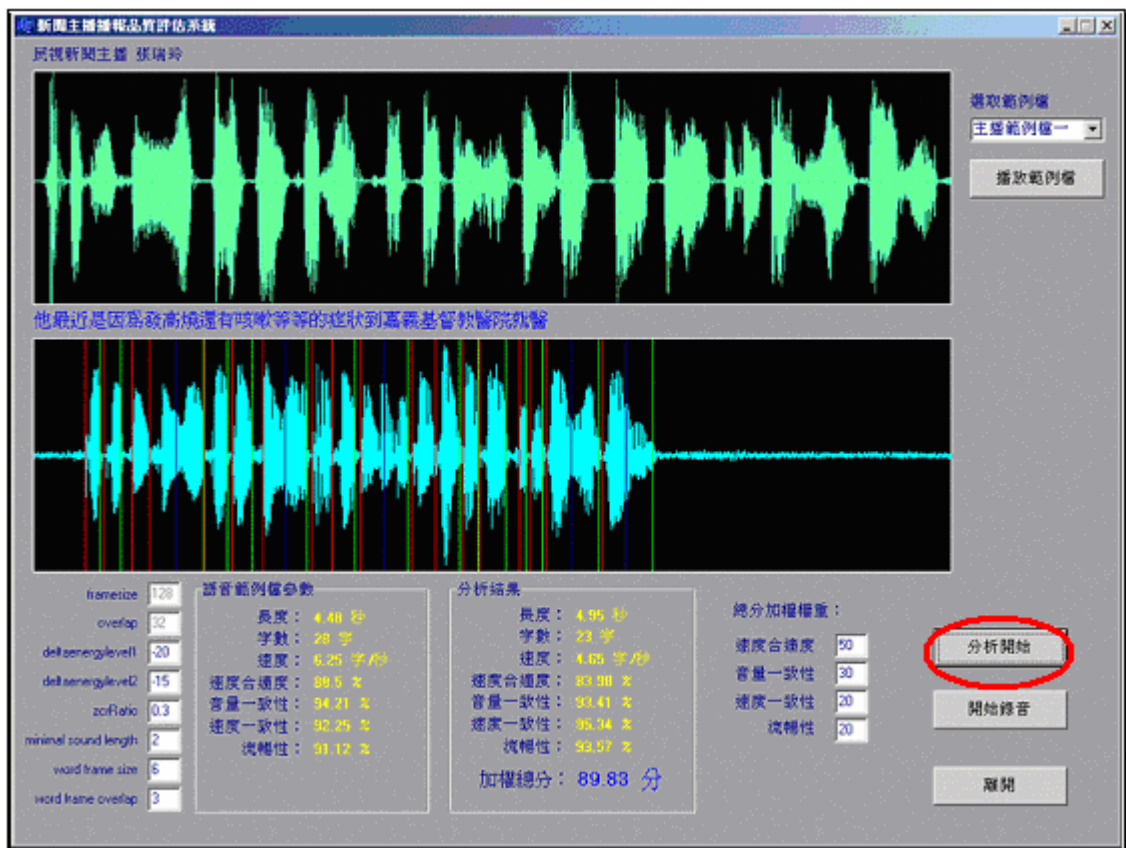 新聞主播播報品質評估系統
民視新聞主播 張瑞玲
選取範例檔
主播範例檔一
播放範例檔
他最近是因為發高燒還有咳嗽等等的症狀到嘉義基督教醫院就醫
framesize 128
overlap 32
deltaenergylevel1 -20
deltaenergylevel2 -15
zcrRatio 0.3
minimal sound length 2
word frame size 6
word frame overlap 3
語音範例檔參數
長度： 4.48 秒
字數： 28 字
速度： 6.25 字/秒
速度合適度： 89.5 %
音量一致性： 94.21 %
速度一致性： 92.25 %
流暢性： 91.12 %
分析結果
長度： 4.95 秒
字數： 23 字
速度： 4.65 字/秒
速度合適度： 83.98 %
音量一致性： 93.41 %
速度一致性： 95.34 %
流暢性： 93.57 %
加權總分： 89.83 分
總分加權權重：
速度合適度 50
音量一致性 30
速度一致性 20
流暢性 20
分析開始
開始錄音
離開